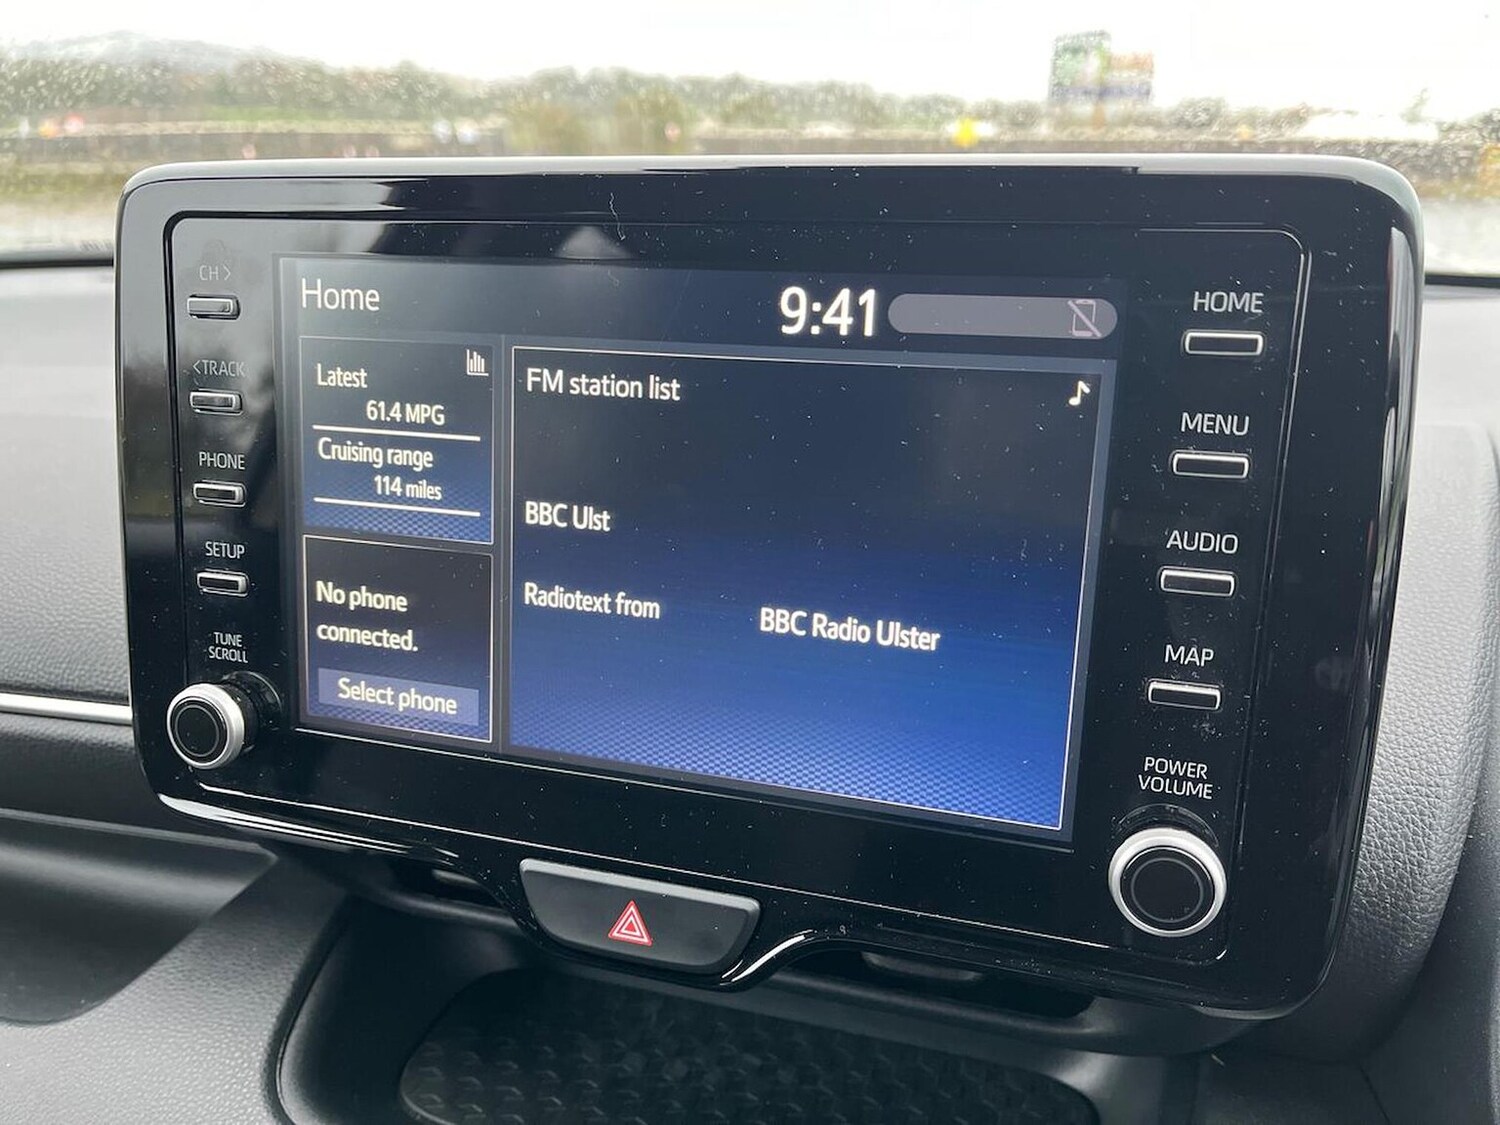 CH>
<TRACK
PHONE
SETUP
TUNE
SCROLL
Home
9:41
Latest
61.4 MPG
Cruising range
114 miles
No phone
connected.
Select phone
FM station list
BBC Ulst
Radiotext from
BBC Radio Ulster
HOME
MENU
AUDIO
MAP
POWER
VOLUME